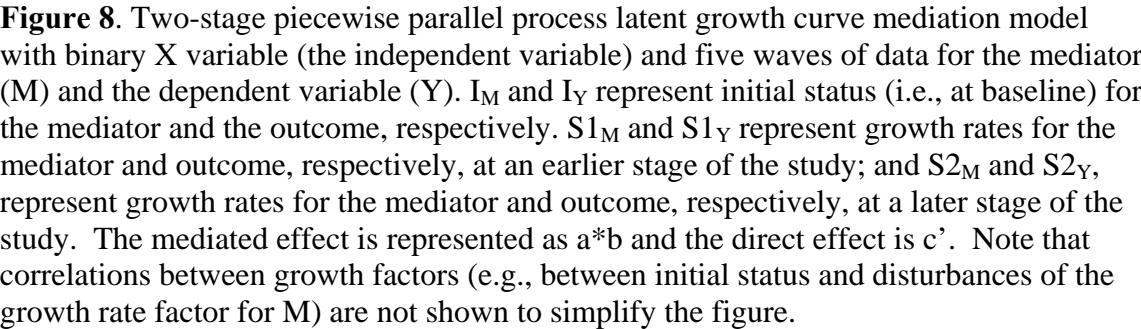 Figure 8. Two-stage piecewise parallel process latent growth curve mediation model
with binary X variable (the independent variable) and five waves of data for the mediator
(M) and the dependent variable (Y). I_M and I_Y represent initial status (i.e., at baseline) for
the mediator and the outcome, respectively. S1_M and S1_Y represent growth rates for the
mediator and outcome, respectively, at an earlier stage of the study; and S2_M and S2_Y,
represent growth rates for the mediator and outcome, respectively, at a later stage of the
study.  The mediated effect is represented as a*b and the direct effect is c’.  Note that
correlations between growth factors (e.g., between initial status and disturbances of the
growth rate factor for M) are not shown to simplify the figure.